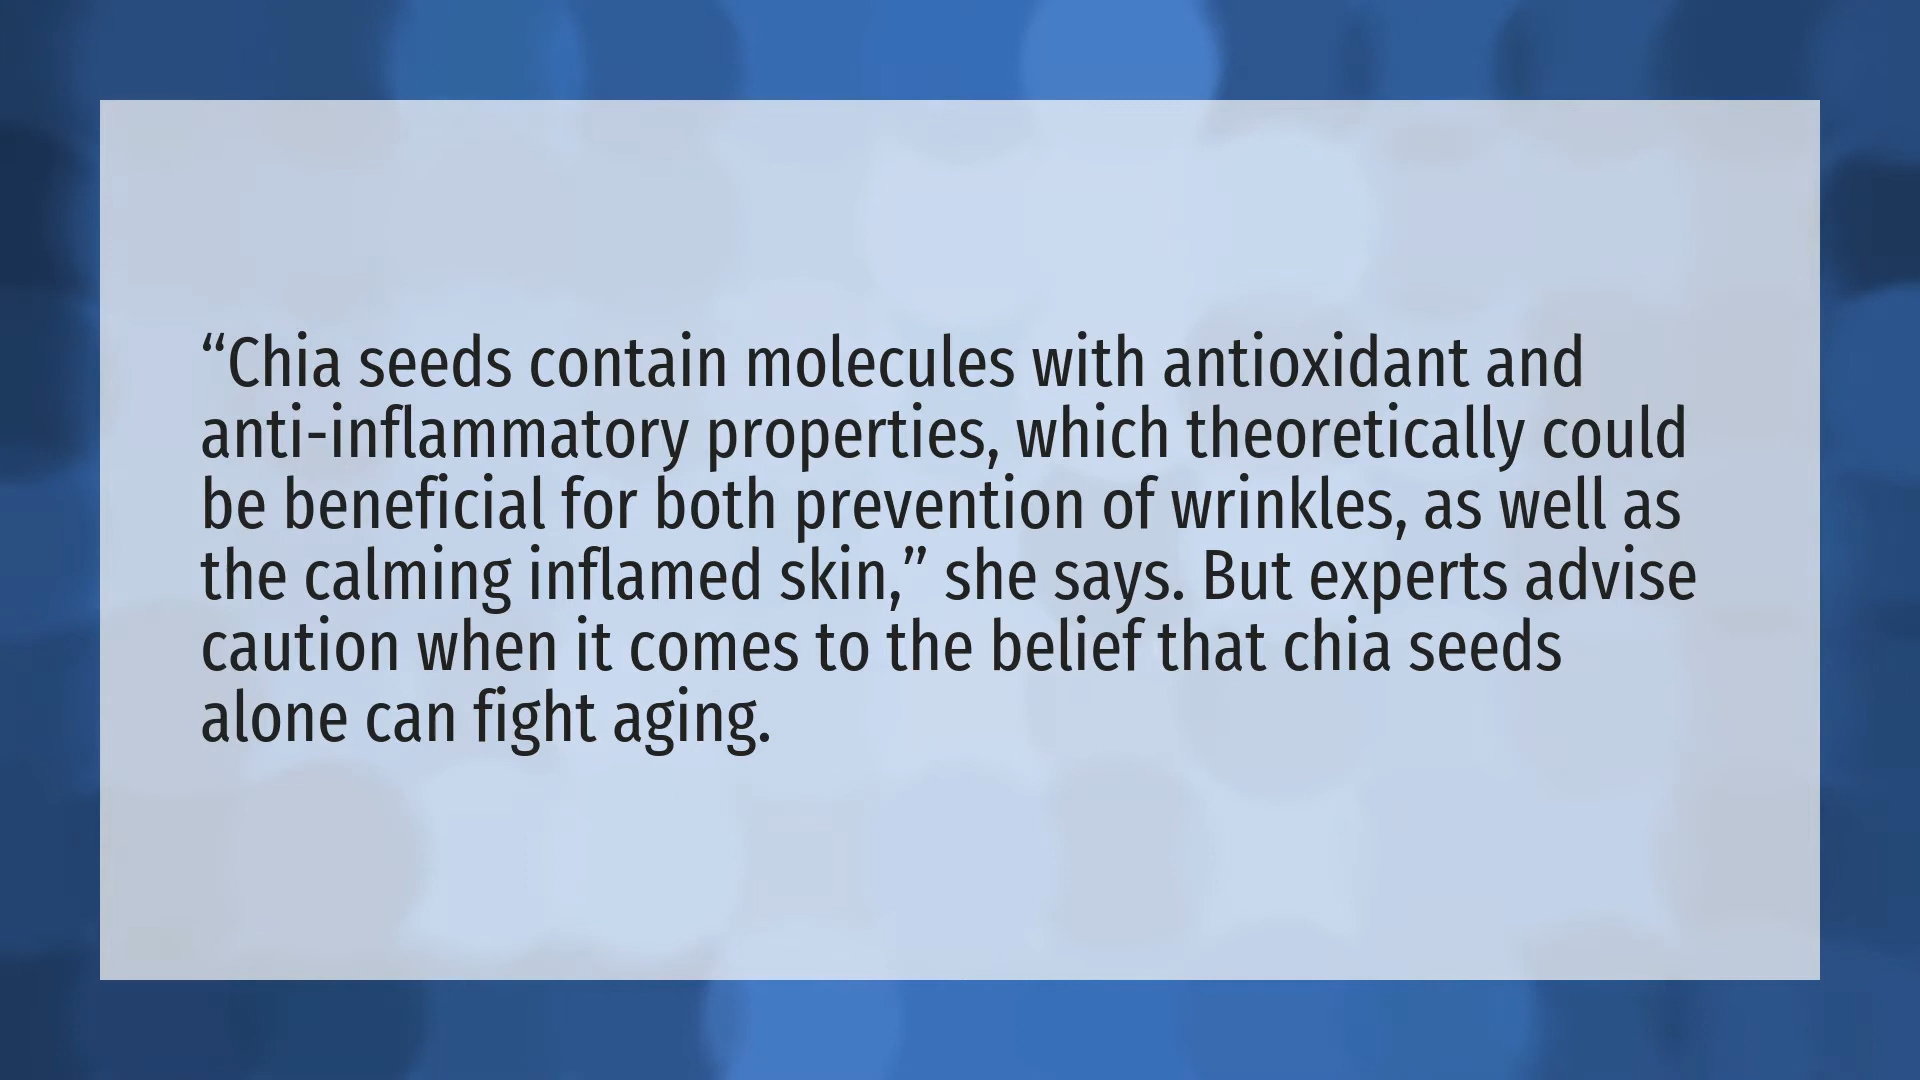 “Chia seeds contain molecules with antioxidant and
anti-inflammatory properties, which theoretically could
be beneficial for both prevention of wrinkles, as well as
the calming inflamed skin,” she says. But experts advise
caution when it comes to the belief that chia seeds
alone can fight aging.